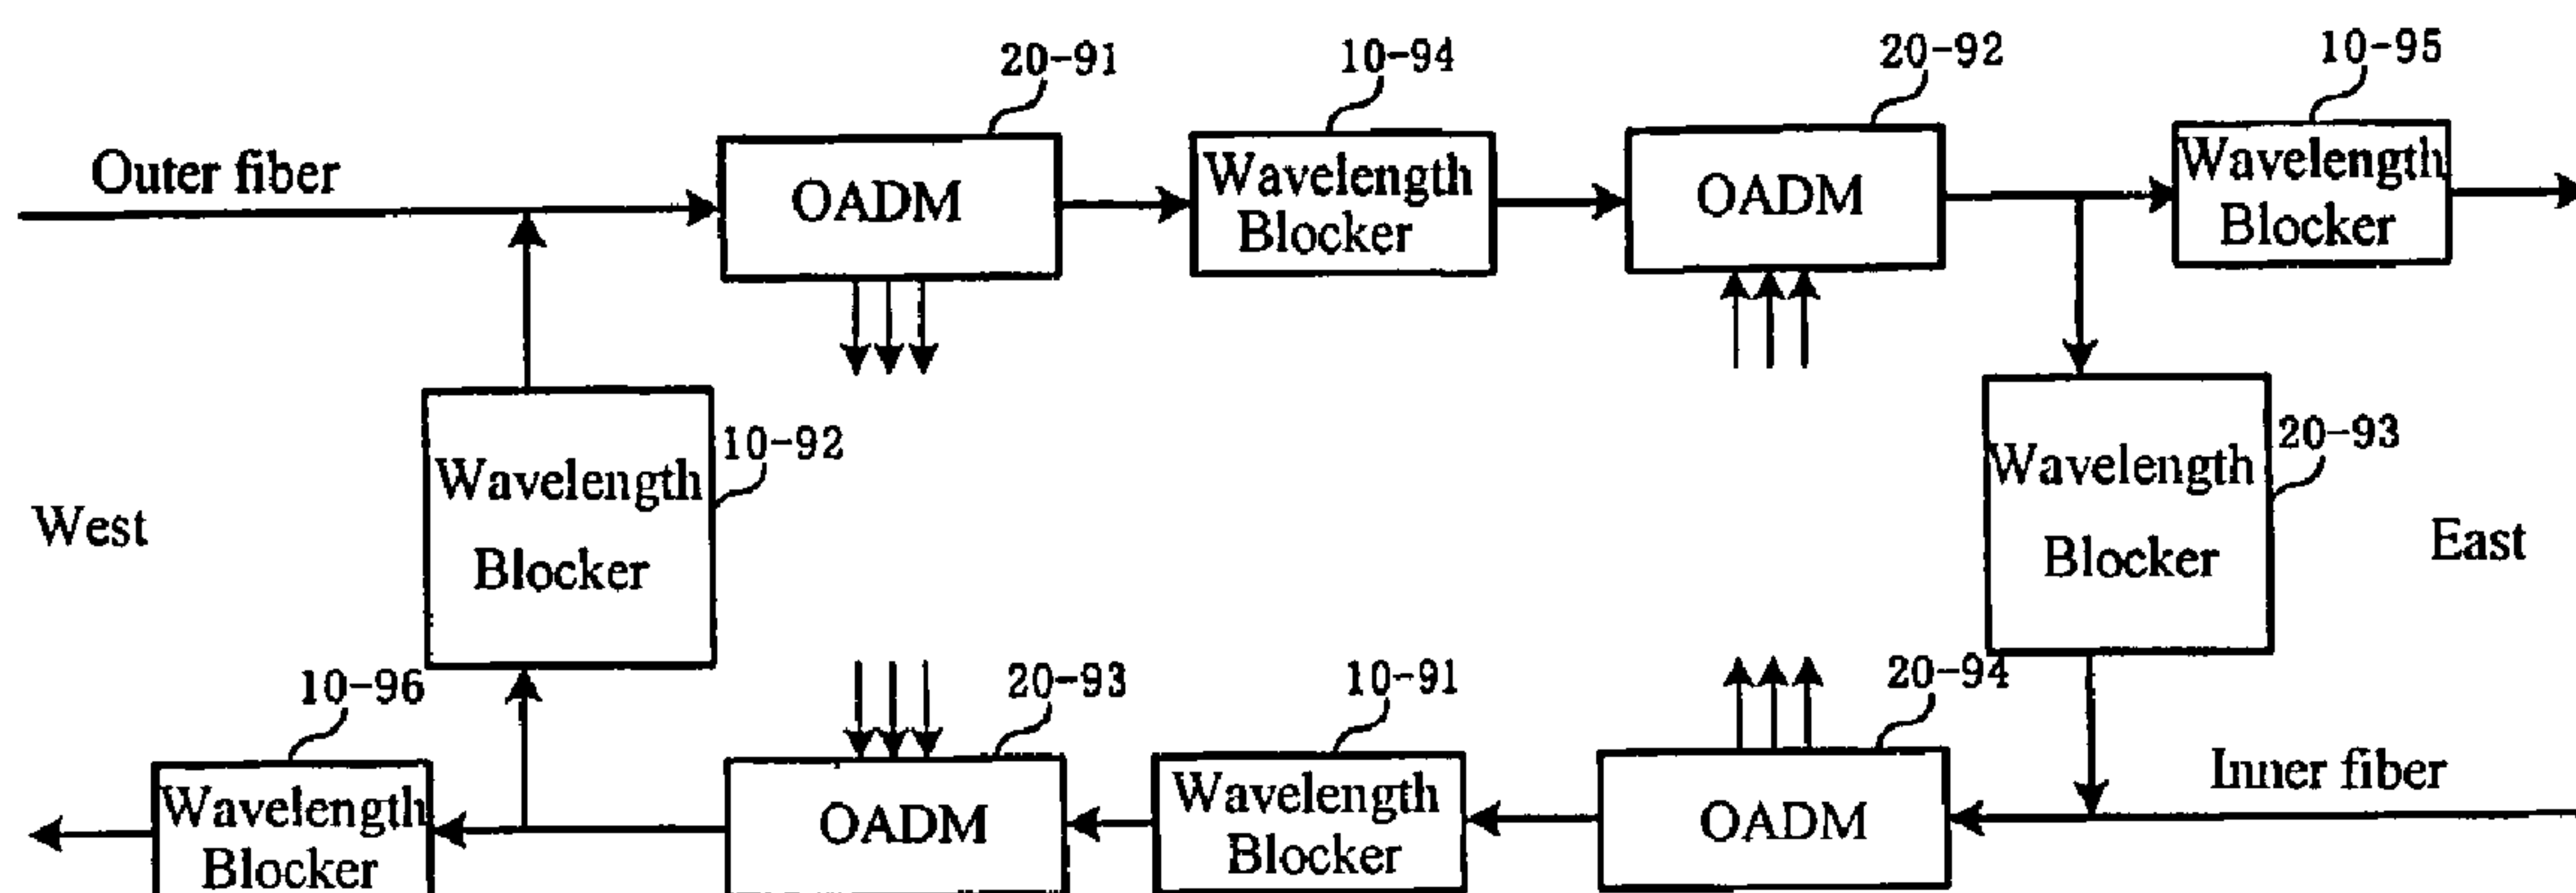 20-91
10-94
20-92
10-95
Outer fiber
OADM
Wavelength
Blocker
OADM
Wavelength
Blocker
West
Wavelength
Blocker
10-92
Wavelength
Blocker
20-93
East
10-96
Wavelength
Blocker
20-93
OADM
10-91
Wavelength
Blocker
20-94
OADM
Inner fiber